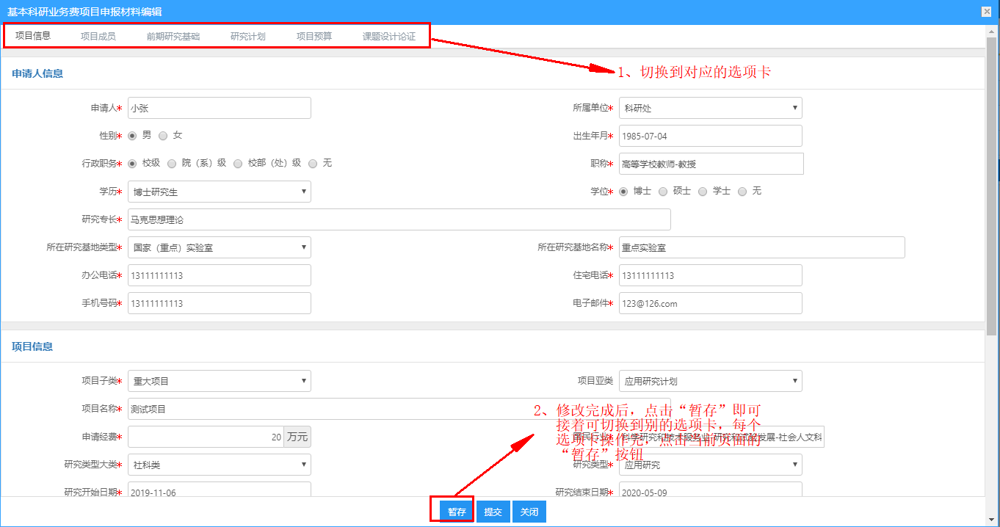 基本科研业务费项目申报材料编辑
项目信息 项目成员 前期研究基础 研究计划 项目预算 课题设计论证
1、切换到对应的选项卡
申请人信息
申请人* 小张 所属单位* 科研处
性别* 男 女 出生年月* 1985-07-04
行政职务* 校级 院（系）级 校部（处）级 无 职称* 高等学校教师-教授
学历* 博士研究生 学位* 博士 硕士 学士 无
研究专长* 马克思想理论
所在研究基地类型* 国家（重点）实验室 所在研究基地名称* 重点实验室
办公电话* 13111111113 住宅电话* 13111111113
手机号码* 13111111113 电子邮件* 123@126.com
项目信息
项目子类* 重大项目 项目亚类 应用研究计划
项目名称* 测试项目
2、修改完成后，点击“暂存”即可
接着可切换到别的选项卡，每个
选项卡操作完，点击当前页面的
“暂存”按钮
申请经费* 20 万元 国民行业* 科学研究和技术服务业-研究和试验发展-社会人文科
研究类型大类* 社科类 研究类型* 应用研究
研究开始日期* 2019-11-06 研究结束日期* 2020-05-09
暂存 提交 关闭